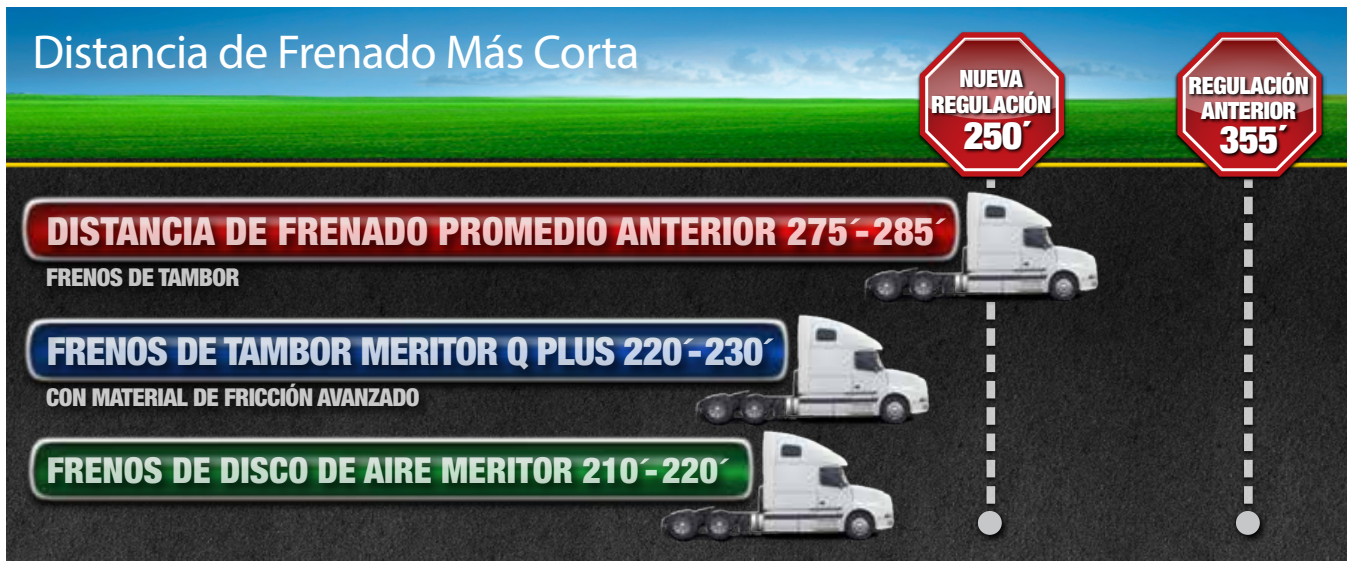 Distancia de Frenado Más Corta
NUEVA
REGULACIÓN
250´
REGULACIÓN
ANTERIOR
355´
DISTANCIA DE FRENADO PROMEDIO ANTERIOR 275´-285´
FRENOS DE TAMBOR
FRENOS DE TAMBOR MERITOR Q PLUS 220´-230´
CON MATERIAL DE FRICCIÓN AVANZADO
FRENOS DE DISCO DE AIRE MERITOR 210´-220´